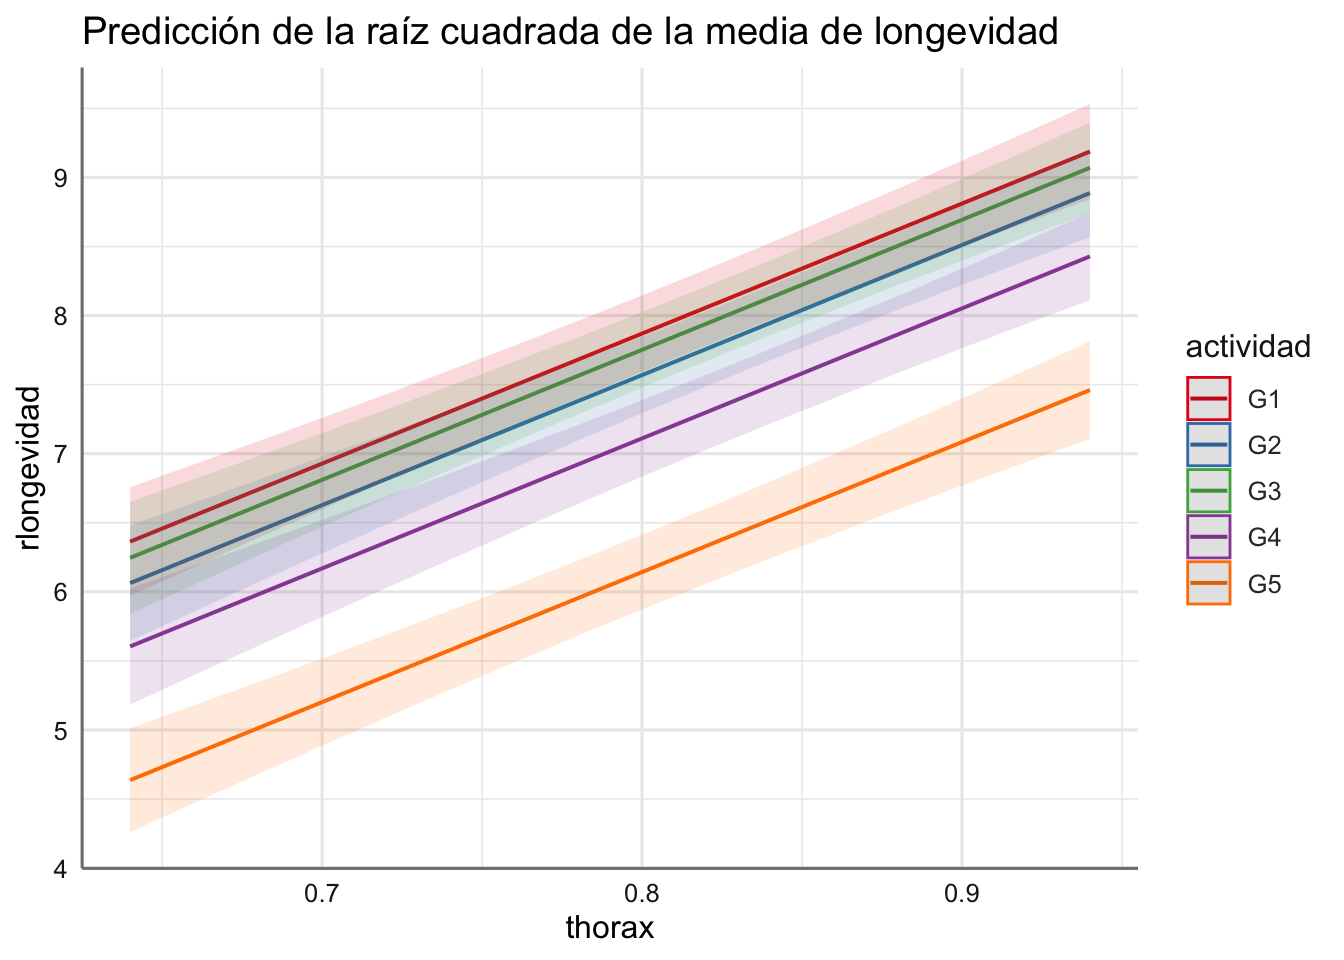 Predicción de la raíz cuadrada de la media de longevidad
rlongevidad
9
8
7
6
5
4
0.7 0.8 0.9
thorax
actividad
G1
G2
G3
G4
G5